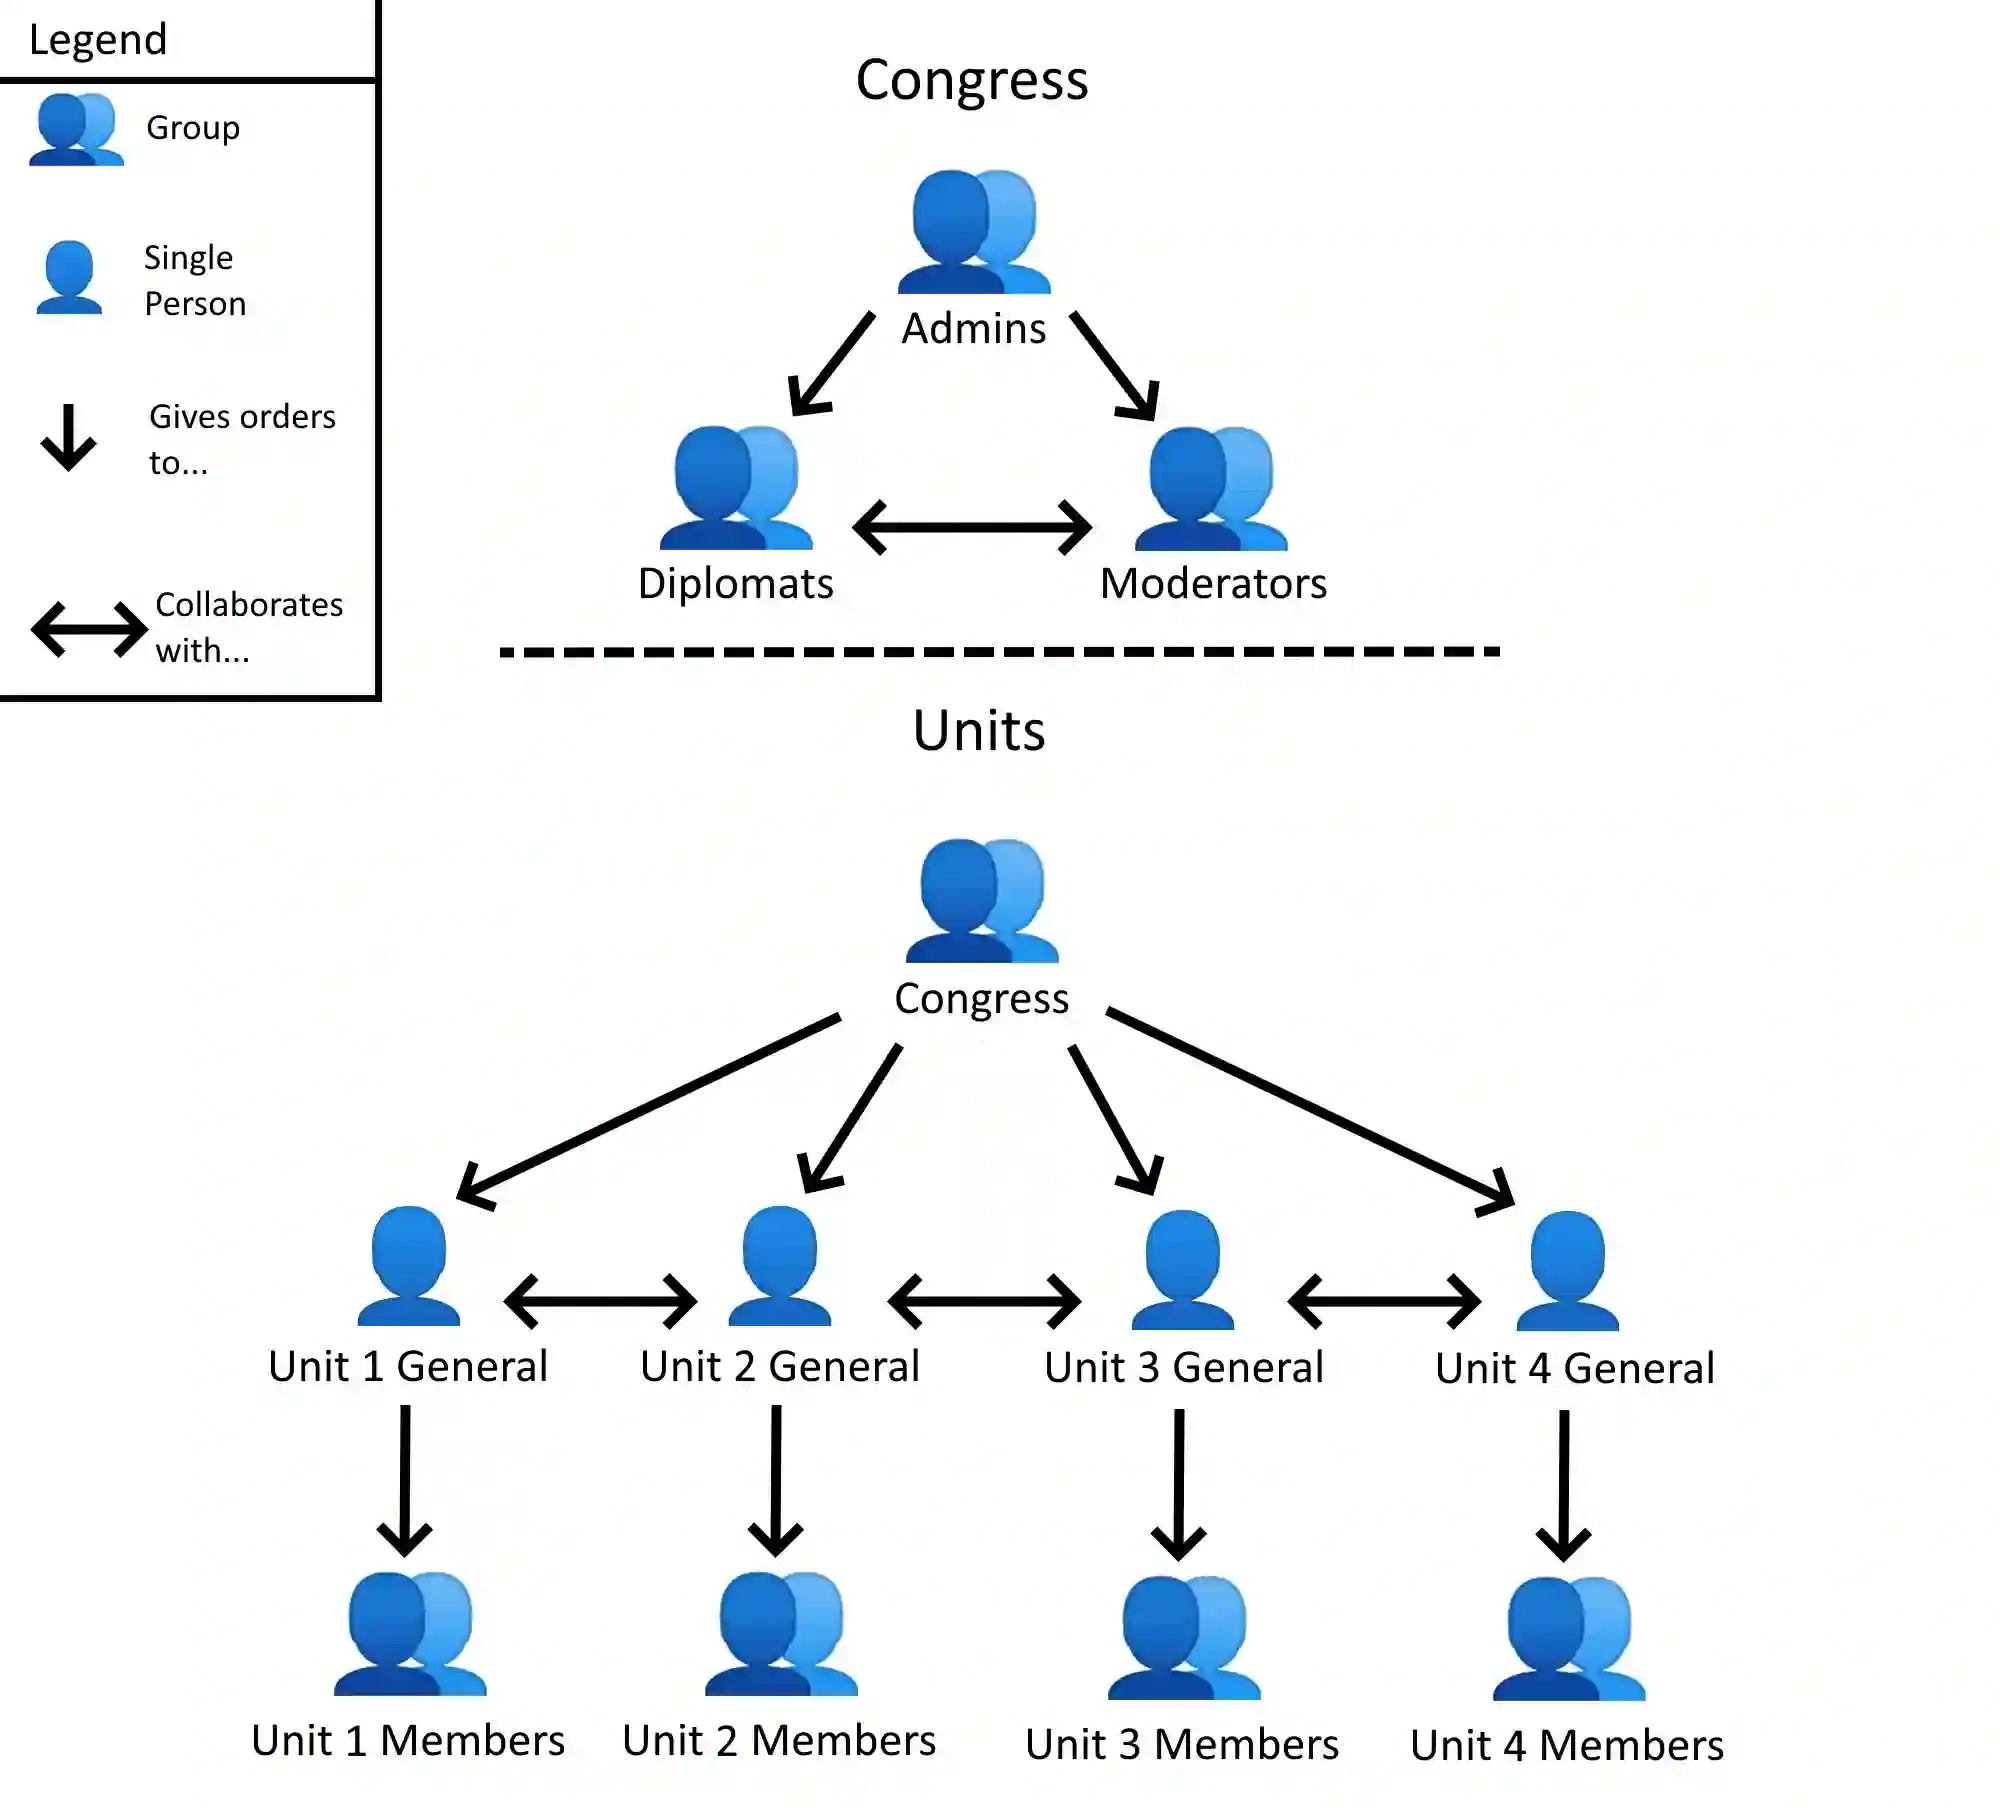 Legend
Group
Single
Person
Gives orders
to...
Collaborates
with...
Congress
Admins
Diplomats
Moderators
Units
Congress
Unit 1 General
Unit 2 General
Unit 3 General
Unit 4 General
Unit 1 Members
Unit 2 Members
Unit 3 Members
Unit 4 Members